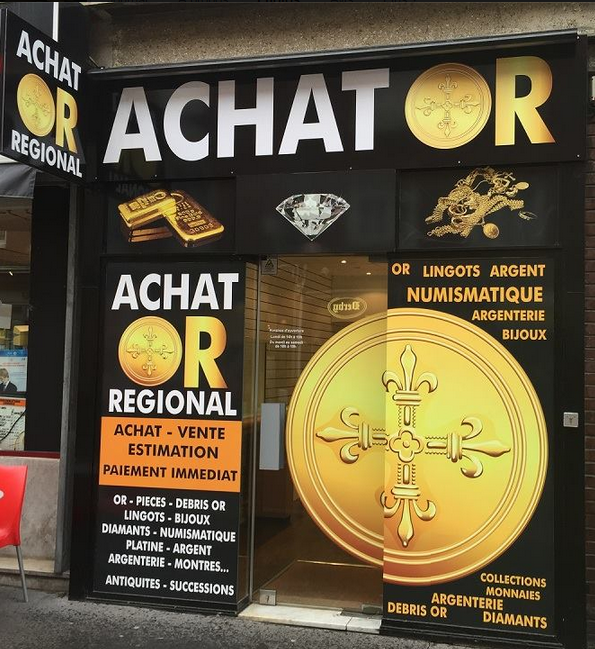 ACHAT
OR
REGIONAL
ACHAT OR
ACHAT
OR
REGIONAL
ACHAT - VENTE
ESTIMATION
PAIEMENT IMMEDIAT
OR - PIECES - DEBRIS OR
LINGOTS - BIJOUX
DIAMANTS - NUMISMATIQUE
PLATINE - ARGENT
ARGENTERIE - MONTRES...
ANTIQUITES - SUCCESSIONS
Derby
OR LINGOTS ARGENT
NUMISMATIQUE
ARGENTERIE
BIJOUX
COLLECTIONS
MONNAIES
ARGENTERIE
DEBRIS OR DIAMANTS